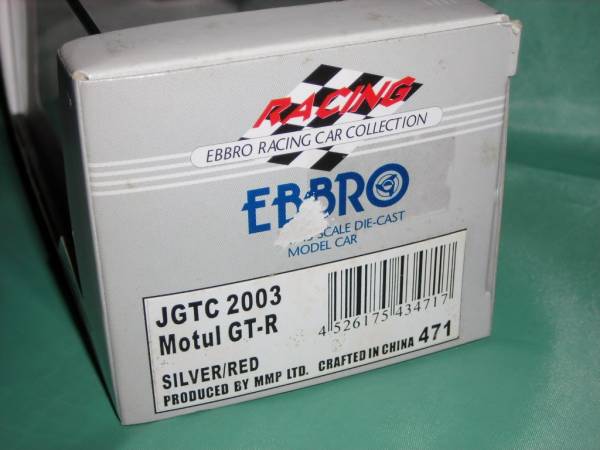 RACING
EBBRO RACING CAR COLLECTION
EBBRO
SCALE DIE-CAST
MODEL CAR
JGTC 2003
Motul GT-R
SILVER/RED
4 526175 434717
PRODUCED BY MMP LTD. CRAFTED IN CHINA 471